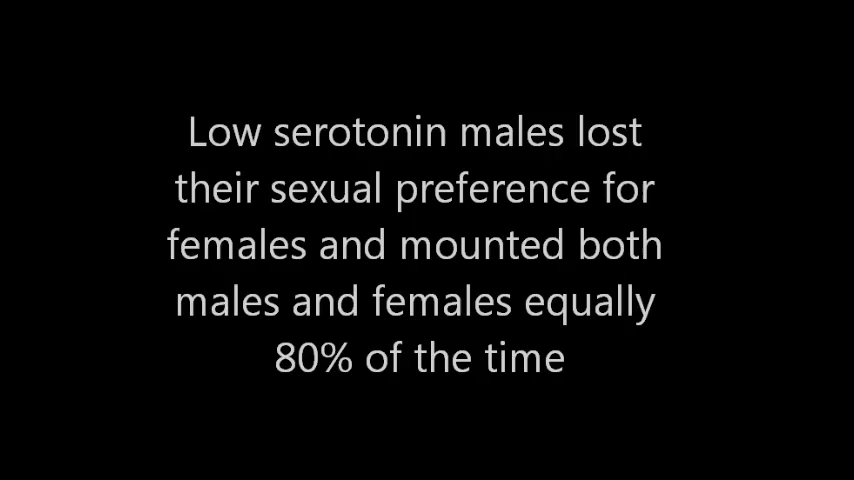 Low serotonin males lost
their sexual preference for
females and mounted both
males and females equally
80% of the time